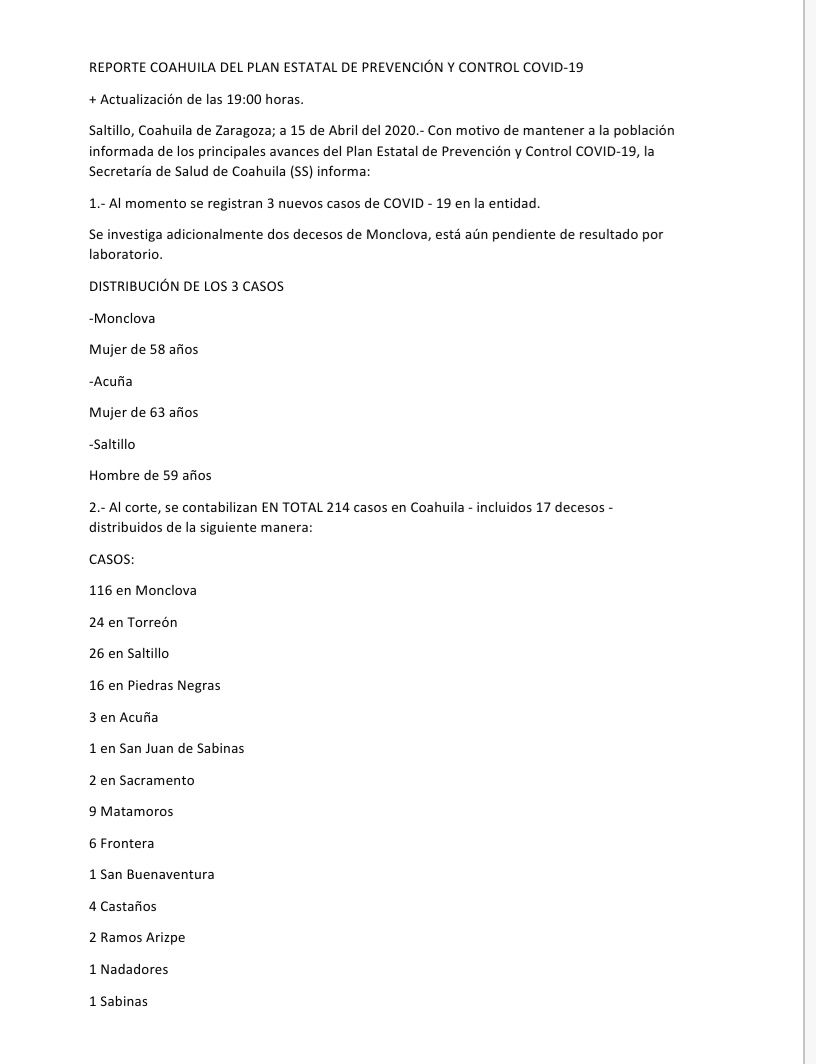 REPORTE COAHUILA DEL PLAN ESTATAL DE PREVENCIÓN Y CONTROL COVID-19
+ Actualización de las 19:00 horas.
Saltillo, Coahuila de Zaragoza; a 15 de Abril del 2020.- Con motivo de mantener a la población
informada de los principales avances del Plan Estatal de Prevención y Control COVID-19, la
Secretaría de Salud de Coahuila (SS) informa:
1.- Al momento se registran 3 nuevos casos de COVID - 19 en la entidad.
Se investiga adicionalmente dos decesos de Monclova, está aún pendiente de resultado por
laboratorio.
DISTRIBUCIÓN DE LOS 3 CASOS
-Monclova
Mujer de 58 años
-Acuña
Mujer de 63 años
-Saltillo
Hombre de 59 años
2.- Al corte, se contabilizan EN TOTAL 214 casos en Coahuila - incluidos 17 decesos -
distribuidos de la siguiente manera:
CASOS:
116 en Monclova
24 en Torreón
26 en Saltillo
16 en Piedras Negras
3 en Acuña
1 en San Juan de Sabinas
2 en Sacramento
9 Matamoros
6 Frontera
1 San Buenaventura
4 Castaños
2 Ramos Arizpe
1 Nadadores
1 Sabinas